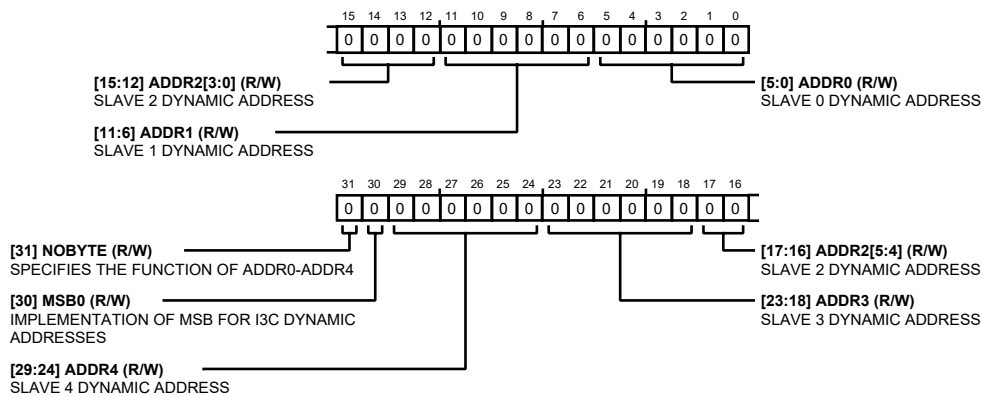 15 14 13 12 11 10 9 8 7 6 5 4 3 2 1 0
0 0 0 0 0 0 0 0 0 0 0 0 0 0 0 0
[15:12] ADDR2[3:0] (R/W)
SLAVE 2 DYNAMIC ADDRESS
[5:0] ADDR0 (R/W)
SLAVE 0 DYNAMIC ADDRESS
[11:6] ADDR1 (R/W)
SLAVE 1 DYNAMIC ADDRESS
31 30 29 28 27 26 25 24 23 22 21 20 19 18 17 16
0 0 0 0 0 0 0 0 0 0 0 0 0 0 0 0
[31] NOBYTE (R/W)
SPECIFIES THE FUNCTION OF ADDR0-ADDR4
[17:16] ADDR2[5:4] (R/W)
SLAVE 2 DYNAMIC ADDRESS
[30] MSB0 (R/W)
IMPLEMENTATION OF MSB FOR I3C DYNAMIC
ADDRESSES
[23:18] ADDR3 (R/W)
SLAVE 3 DYNAMIC ADDRESS
[29:24] ADDR4 (R/W)
SLAVE 4 DYNAMIC ADDRESS